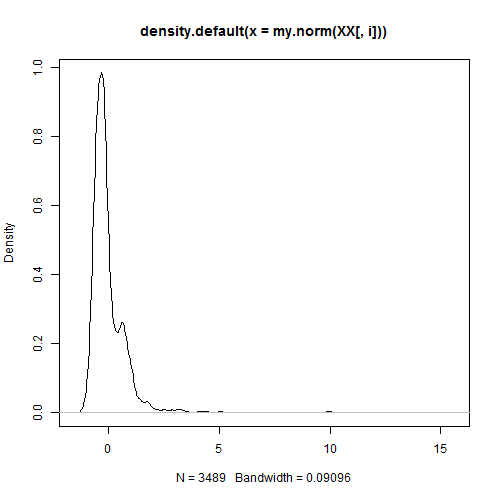 density.default(x = my.norm(XX[, i]))
Density
1.0
0.8
0.6
0.4
0.2
0.0
0 5 10 15
N = 3489 Bandwidth = 0.09096